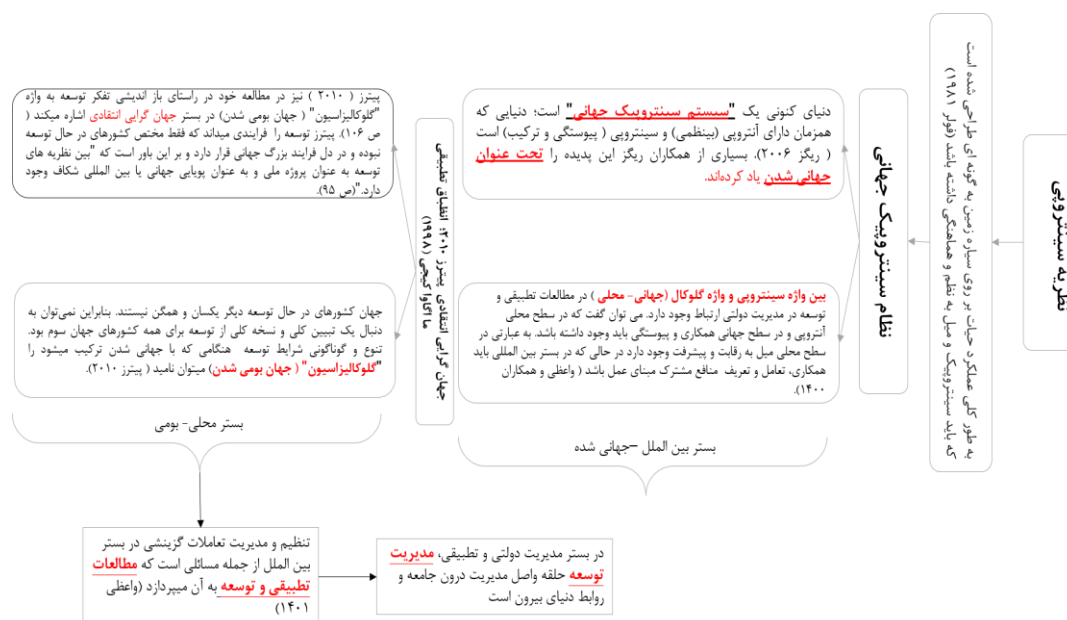 نظریه سینتروپی
به طور کلی عملکرد حیات بر روی سیاره زمین به گونه ای طراحی شده است
که باید سینتروپیک و میل به نظم و هماهنگی داشته باشد (فولر ۱۹۸۱)
نظام سینتروپیک جهانی
دنیای کنونی یک "سیستم سینتروپیک جهانی" است؛ دنیایی که
همزمان دارای آنتروپی (بینظمی) و سینتروپی ( پیوستگی و ترکیب) است
( ریگز ۲۰۰۶). بسیاری از همکاران ریگز این پدیده را تحت عنوان
جهانی شدن یاد کرده‌اند.
بین واژه سینتروپی و واژه گلوکال (جهانی- محلی ) در مطالعات تطبیقی و
توسعه در مدیریت دولتی ارتباط وجود دارد. می توان گفت که در سطح محلی
آنتروپی و در سطح جهانی همکاری و پیوستگی باید وجود داشته باشد. به عبارتی در
سطح محلی میل به رقابت و پیشرفت وجود دارد در حالی که در بستر بین المللی باید
همکاری، تعامل و تعریف منافع مشترک مبنای عمل باشد ( واعظی و همکاران
۱۴۰۰).
بستر بین الملل –جهانی شده
جهان گرایی انتقادی پیترز ۲۰۱۰؛ انطباق تطبیقی
ما اگاوا کیجی (۱۹۹۸)
پیترز ( ۲۰۱۰ ) نیز در مطالعه خود در راستای باز اندیشی تفکر توسعه به واژه
"گلوکالیزاسیون" ( جهان بومی شدن) در بستر جهان گرایی انتقادی اشاره میکند (
ص ۱۰۶). پیترز توسعه را فرایندی میداند که فقط مختص کشورهای در حال توسعه
نبوده و در دل فرایند بزرگ جهانی قرار دارد و بر این باور است که "بین نظریه های
توسعه به عنوان پروژه ملی و به عنوان پویایی جهانی یا بین المللی شکاف وجود
دارد."(ص ۹۵).
جهان کشورهای در حال توسعه دیگر یکسان و همگن نیستند. بنابراین نمی‌توان به
دنبال یک تبیین کلی و نسخه کلی از توسعه برای همه کشورهای جهان سوم بود.
تنوع و گوناگونی شرایط توسعه هنگامی که با جهانی شدن ترکیب میشود را
"گلوکالیزاسیون" ( جهان بومی شدن) میتوان نامید ( پیترز ۲۰۱۰).
بستر محلی- بومی
تنظیم و مدیریت تعاملات گزینشی در بستر
بین الملل از جمله مسائلی است که مطالعات
تطبیقی و توسعه به آن میپردازد (واعظی
۱۴۰۱)
در بستر مدیریت دولتی و تطبیقی، مدیریت
توسعه حلقه واصل مدیریت درون جامعه و
روابط دنیای بیرون است